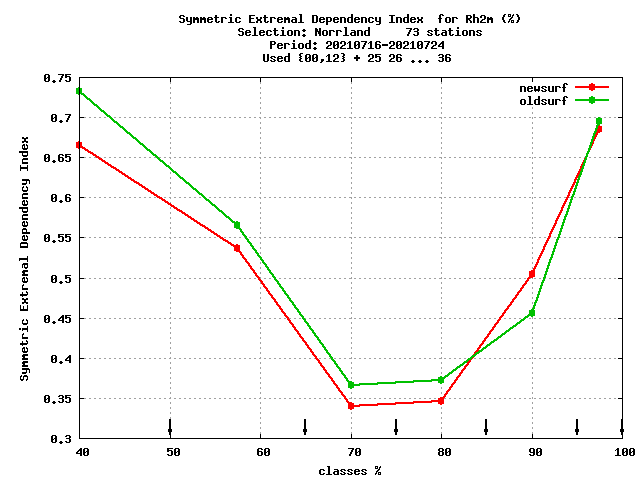 Symmetric Extremal Dependency Index  for Rh2m (%)
Selection: Norrland     73 stations
Period: 20210716-20210724
Used {00,12} + 25 26 ... 36
newsurf
oldsurf
Symmetric Extremal Dependency Index
0.75
0.7
0.65
0.6
0.55
0.5
0.45
0.4
0.35
0.3
40 50 60 70 80 90 100
classes %